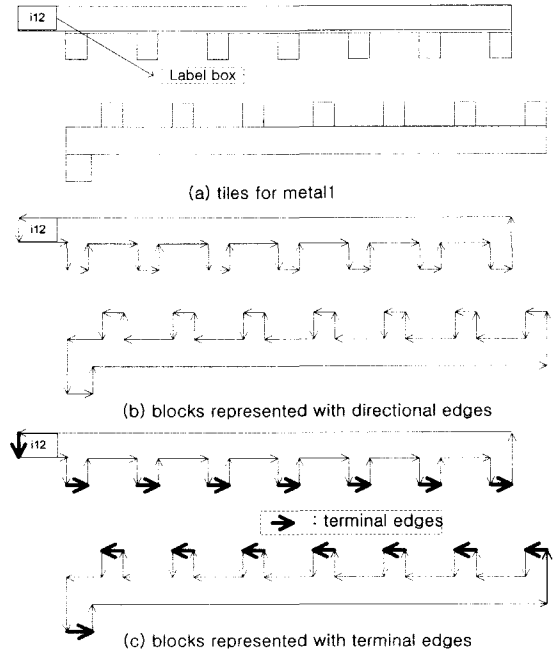 i12
Label box
(a) tiles for metal1
i12
(b) blocks represented with directional edges
i12
: terminal edges
(c) blocks represented with terminal edges